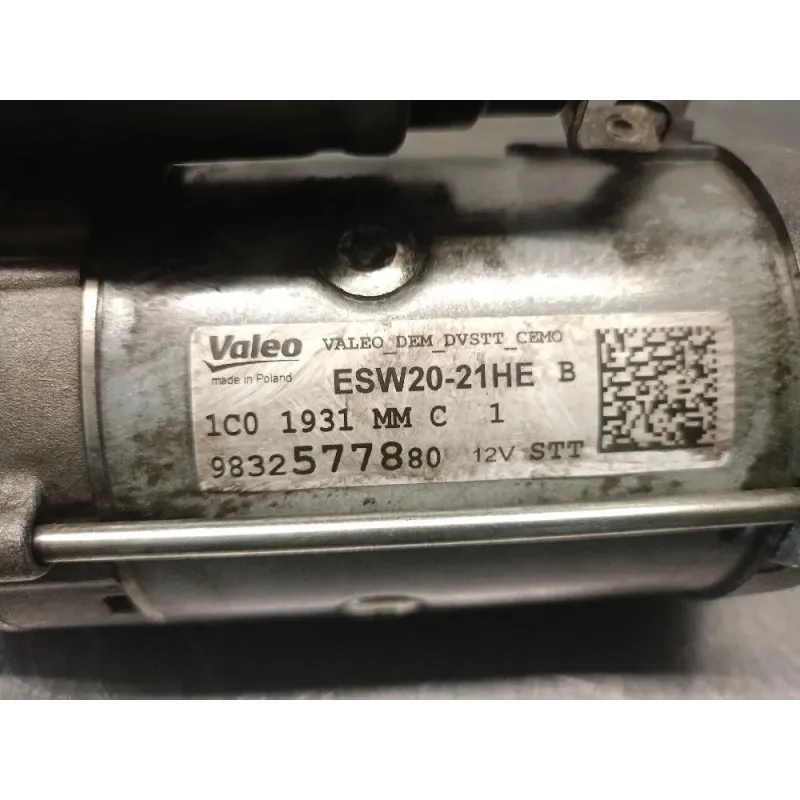 Valeo VALEO_DEM_DVSTT_CEMO
made in Poland ESW20-21HE B
1C0 1931 MM C 1
9832577880 12V STT